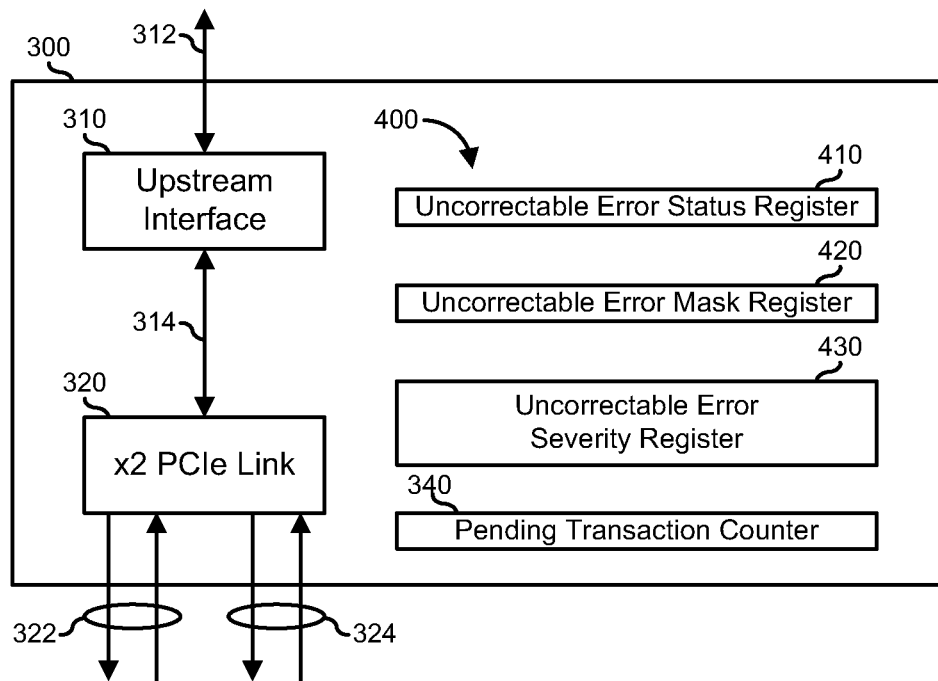 312
300
310
400
410
Upstream
Interface
Uncorrectable Error Status Register
420
Uncorrectable Error Mask Register
314
430
320
Uncorrectable Error
Severity Register
x2 PCIe Link
340
Pending Transaction Counter
322
324